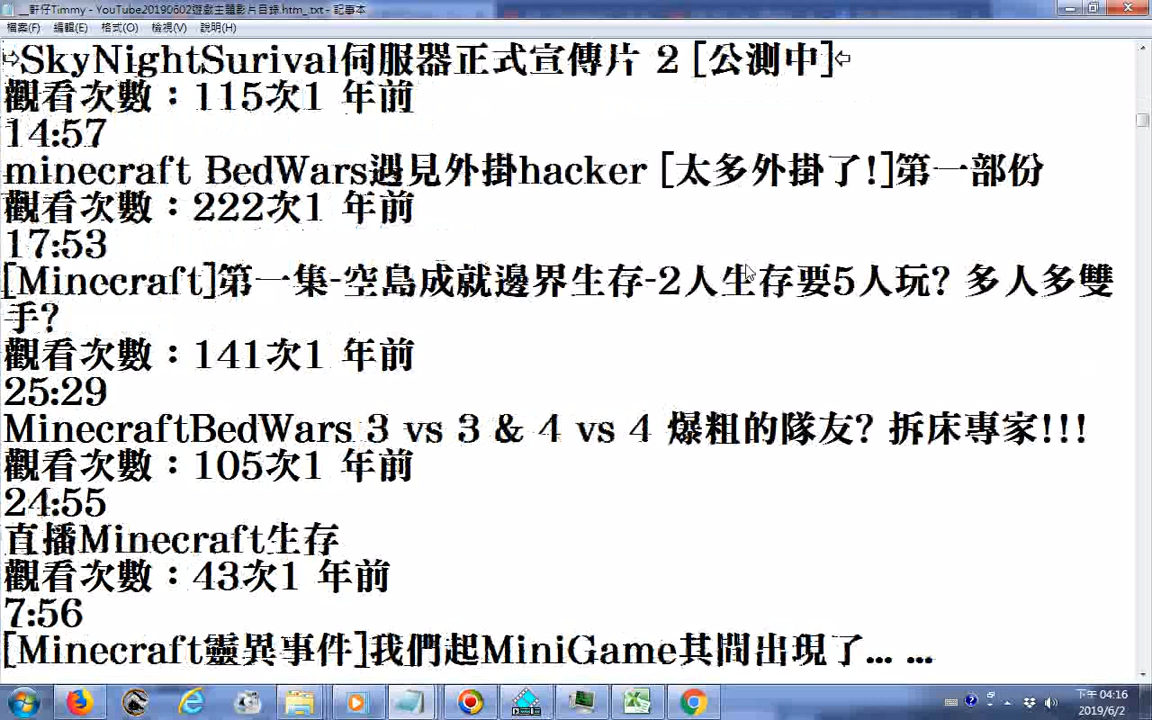 __軒仔Timmy - YouTube20190602遊戲主題影片目錄.htm_.txt - 記事本
檔案(F) 編輯(E) 格式(O) 檢視(V) 說明(H)
➩SkyNightSurival伺服器正式宣傳片 2 [公測中]⇦
觀看次數：115次1 年前
14:57
minecraft BedWars遇見外掛hacker [太多外掛了!]第一部份
觀看次數：222次1 年前
17:53
[Minecraft]第一集-空島成就邊界生存-2人生存要5人玩? 多人多雙
手?
觀看次數：141次1 年前
25:29
MinecraftBedWars 3 vs 3 & 4 vs 4 爆粗的隊友? 拆床專家!!!
觀看次數：105次1 年前
24:55
直播Minecraft生存
觀看次數：43次1 年前
7:56
[Minecraft靈異事件]我們起MiniGame其間出現了... ...
下午 04:16
2019/6/2